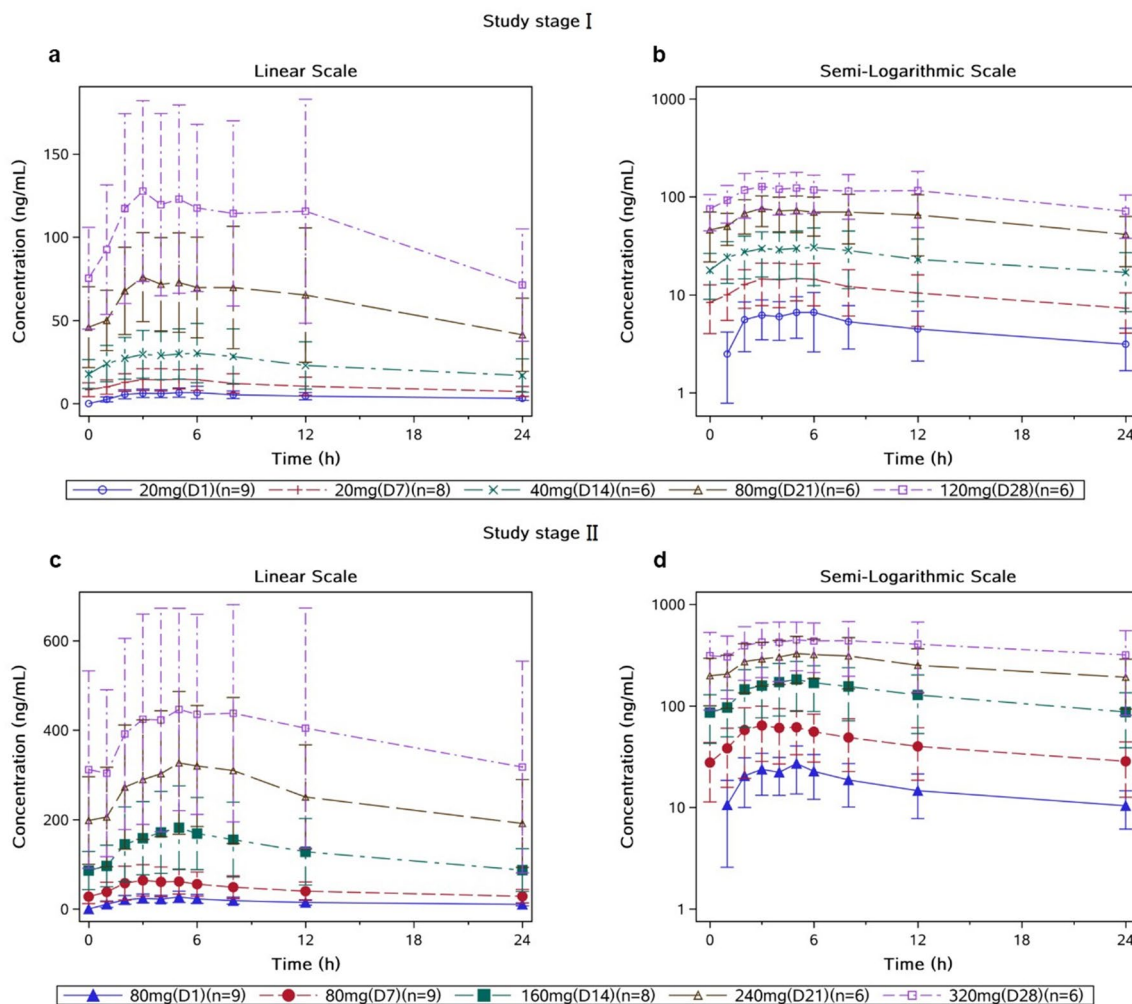 Study stage I
a
Linear Scale
Concentration (ng/mL)
150
100
50
0
0 6 12 18 24
Time (h)
b
Semi-Logarithmic Scale
Concentration (ng/mL)
1000
100
10
1
0 6 12 18 24
Time (h)
20mg(D1)(n=9) 20mg(D7)(n=8) 40mg(D14)(n=6) 80mg(D21)(n=6) 120mg(D28)(n=6)
Study stage II
c
Linear Scale
Concentration (ng/mL)
600
400
200
0
0 6 12 18 24
Time (h)
d
Semi-Logarithmic Scale
Concentration (ng/mL)
1000
100
10
1
0 6 12 18 24
Time (h)
80mg(D1)(n=9) 80mg(D7)(n=9) 160mg(D14)(n=8) 240mg(D21)(n=6) 320mg(D28)(n=6)